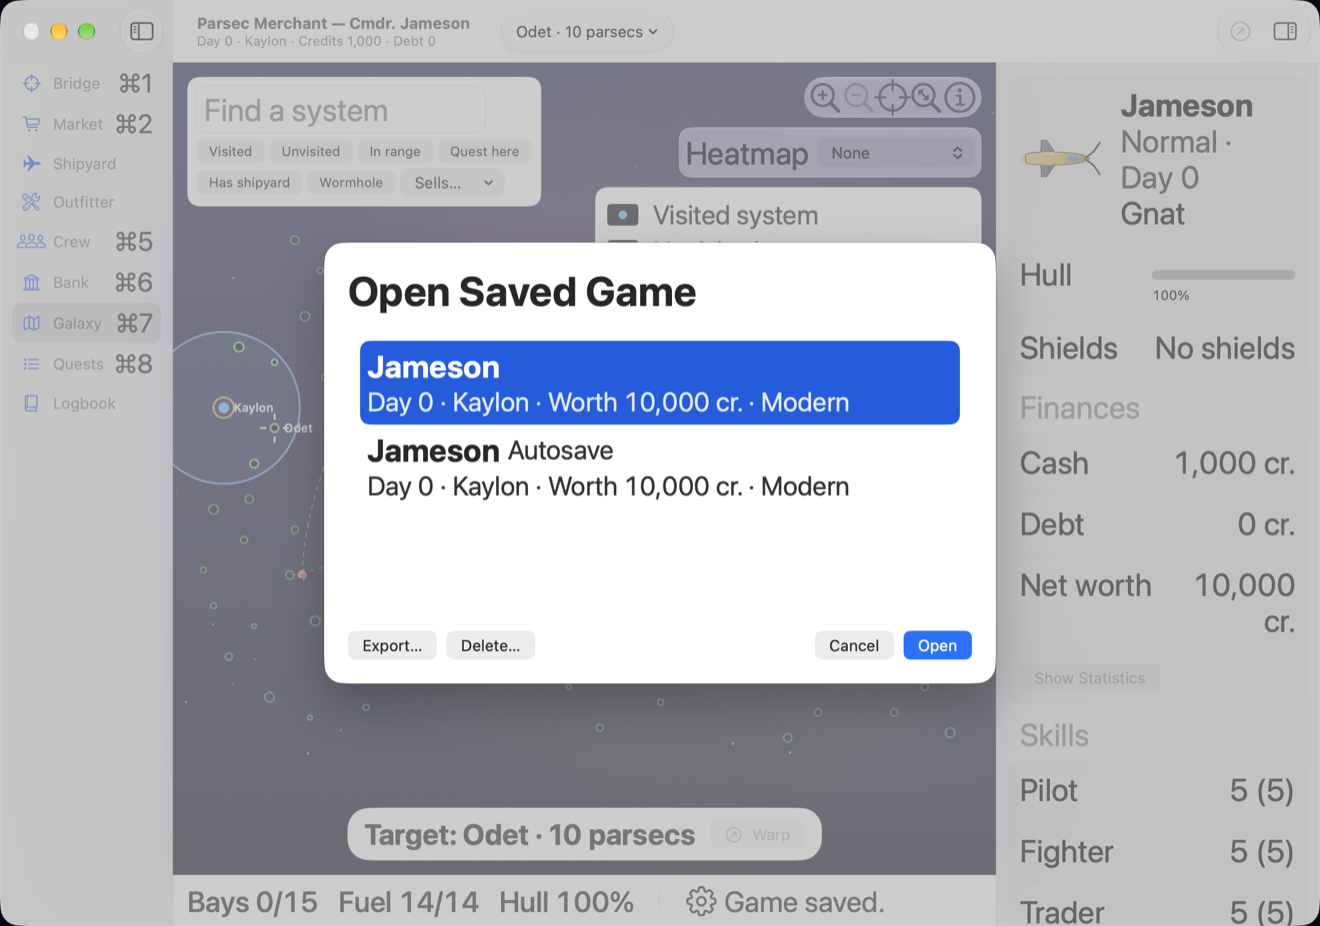 Parsec Merchant — Cmdr. Jameson
Day 0 · Kaylon · Credits 1,000 · Debt 0
Odet · 10 parsecs
Bridge ⌘1
Market ⌘2
Shipyard
Outfitter
Crew ⌘5
Bank ⌘6
Galaxy ⌘7
Quests ⌘8
Logbook
Find a system
Visited
Unvisited
In range
Quest here
Has shipyard
Wormhole
Sells...
Heatmap
None
Visited system
Kaylon
Odet
Open Saved Game
Jameson
Day 0 · Kaylon · Worth 10,000 cr. · Modern
Jameson Autosave
Day 0 · Kaylon · Worth 10,000 cr. · Modern
Export...
Delete...
Cancel
Open
Target: Odet · 10 parsecs
Warp
Bays 0/15
Fuel 14/14
Hull 100%
Game saved.
Jameson
Normal ·
Day 0
Gnat
Hull
100%
Shields
No shields
Finances
Cash
1,000 cr.
Debt
0 cr.
Net worth
10,000
cr.
Show Statistics
Skills
Pilot
5 (5)
Fighter
5 (5)
Trader
5 (5)